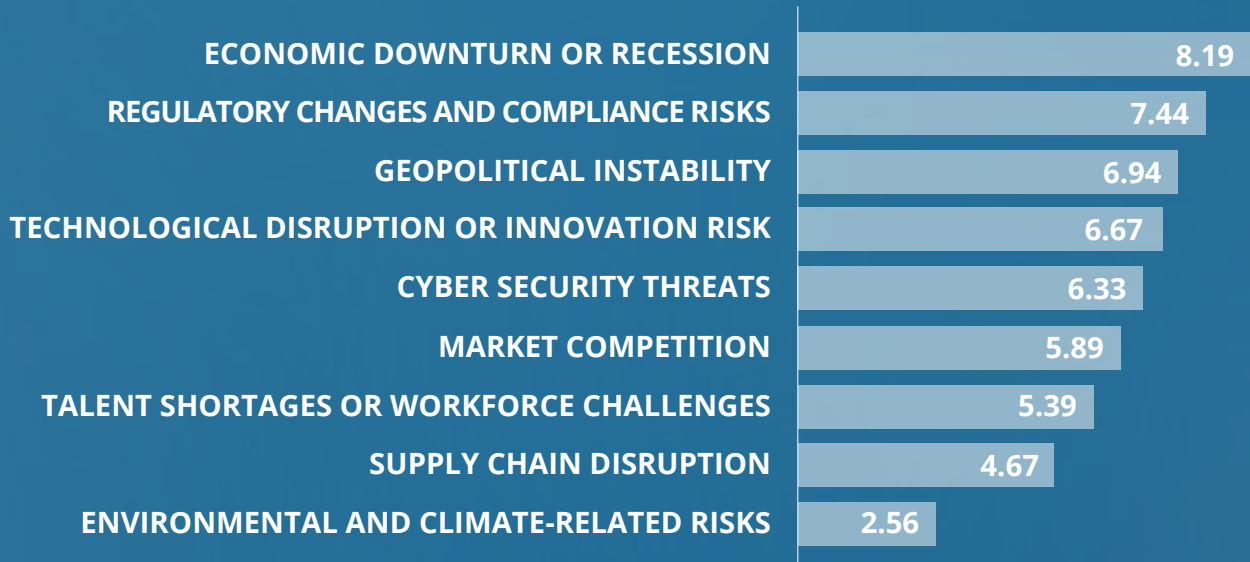 ECONOMIC DOWNTURN OR RECESSION 8.19
REGULATORY CHANGES AND COMPLIANCE RISKS 7.44
GEOPOLITICAL INSTABILITY 6.94
TECHNOLOGICAL DISRUPTION OR INNOVATION RISK 6.67
CYBER SECURITY THREATS 6.33
MARKET COMPETITION 5.89
TALENT SHORTAGES OR WORKFORCE CHALLENGES 5.39
SUPPLY CHAIN DISRUPTION 4.67
ENVIRONMENTAL AND CLIMATE-RELATED RISKS 2.56